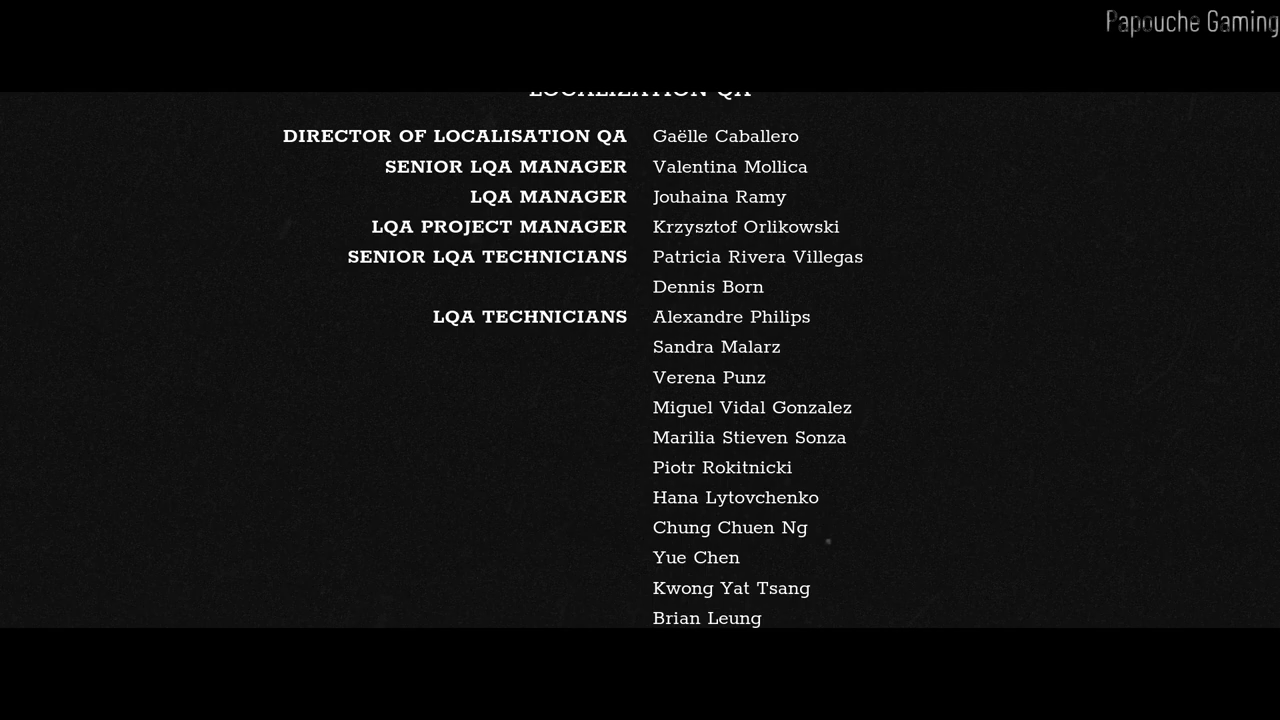 Papouche Gaming
LOCALIZATION QA
DIRECTOR OF LOCALISATION QA Gaëlle Caballero
SENIOR LQA MANAGER Valentina Mollica
LQA MANAGER Jouhaina Ramy
LQA PROJECT MANAGER Krzysztof Orlikowski
SENIOR LQA TECHNICIANS Patricia Rivera Villegas
Dennis Born
LQA TECHNICIANS Alexandre Philips
Sandra Malarz
Verena Punz
Miguel Vidal Gonzalez
Marilia Stieven Sonza
Piotr Rokitnicki
Hana Lytovchenko
Chung Chuen Ng
Yue Chen
Kwong Yat Tsang
Brian Leung